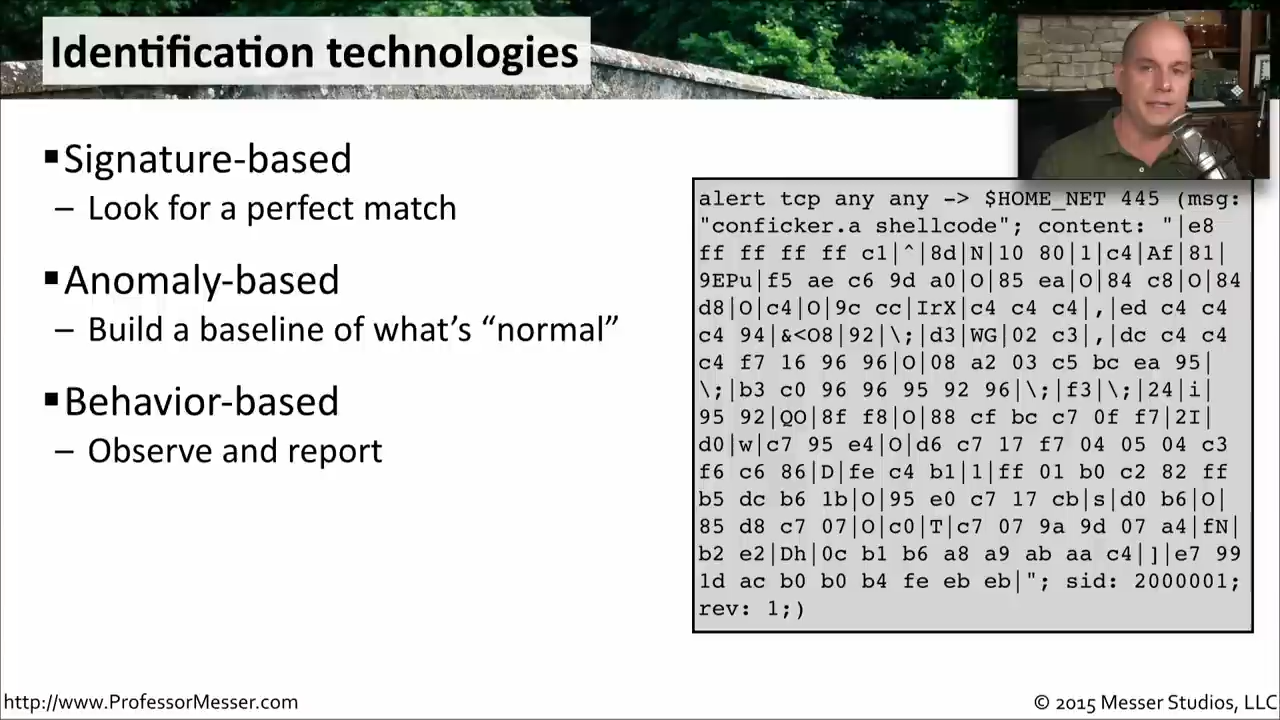 Identification technologies
▪Signature-based
– Look for a perfect match
▪Anomaly-based
– Build a baseline of what's “normal”
▪Behavior-based
– Observe and report
alert tcp any any -> $HOME_NET 445 (msg:
"conficker.a shellcode"; content: "|e8
ff ff ff ff c1|^|8d|N|10 80|1|c4|Af|81|
9EPu|f5 ae c6 9d a0|O|85 ea|O|84 c8|O|84
d8|O|c4|O|9c cc|IrX|c4 c4 c4|,|ed c4 c4
c4 94|&<O8|92|\;|d3|WG|02 c3|,|dc c4 c4
c4 f7 16 96 96|O|08 a2 03 c5 bc ea 95|
\;|b3 c0 96 96 95 92 96|\;|f3|\;|24|i|
95 92|QO|8f f8|O|88 cf bc c7 0f f7|2I|
d0|w|c7 95 e4|O|d6 c7 17 f7 04 05 04 c3
f6 c6 86|D|fe c4 b1|1|ff 01 b0 c2 82 ff
b5 dc b6 1b|O|95 e0 c7 17 cb|s|d0 b6|O|
85 d8 c7 07|O|c0|T|c7 07 9a 9d 07 a4|fN|
b2 e2|Dh|0c b1 b6 a8 a9 ab aa c4|]|e7 99
1d ac b0 b0 b4 fe eb eb|"; sid: 2000001;
rev: 1;)
http://www.ProfessorMesser.com
© 2015 Messer Studios, LLC